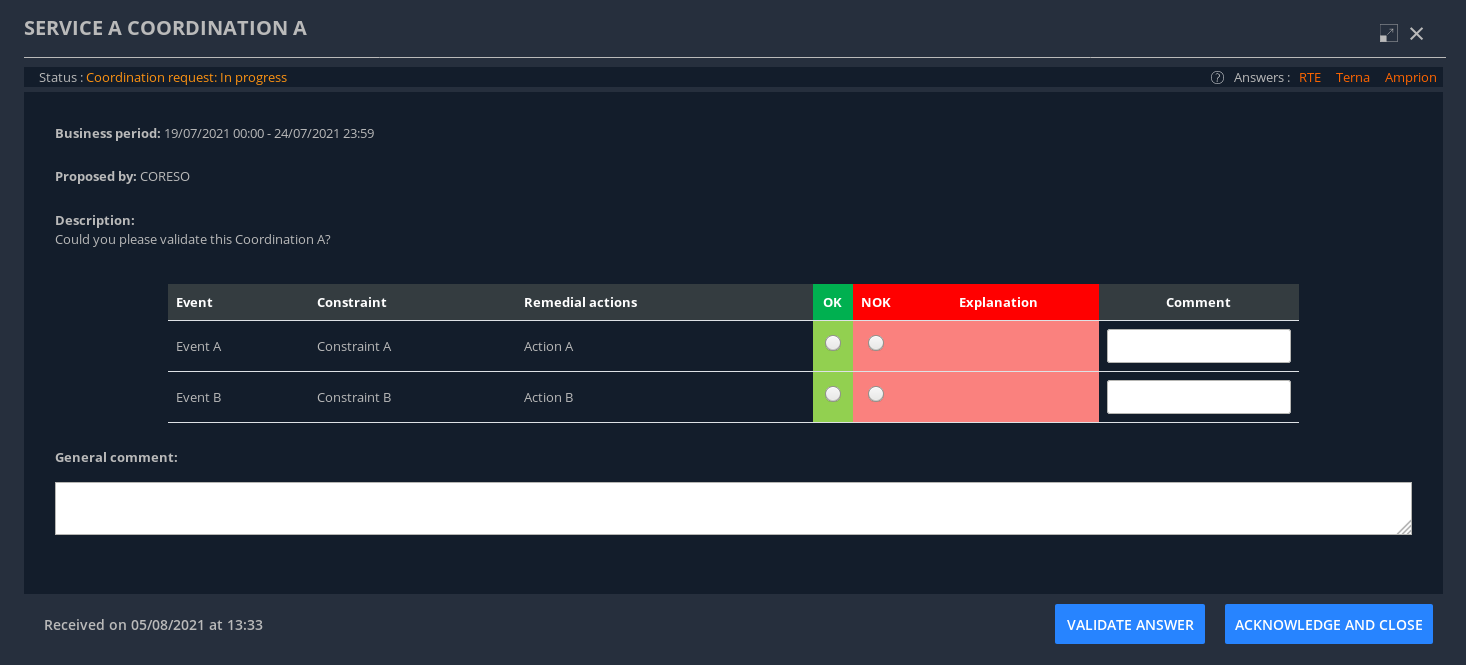 SERVICE A COORDINATION A
Status : Coordination request: In progress
? Answers : RTE Terna Amprion
Business period: 19/07/2021 00:00 - 24/07/2021 23:59
Proposed by: CORESO
Description:
Could you please validate this Coordination A?
Event Constraint Remedial actions OK NOK Explanation Comment
Event A Constraint A Action A
Event B Constraint B Action B
General comment:
Received on 05/08/2021 at 13:33
VALIDATE ANSWER
ACKNOWLEDGE AND CLOSE